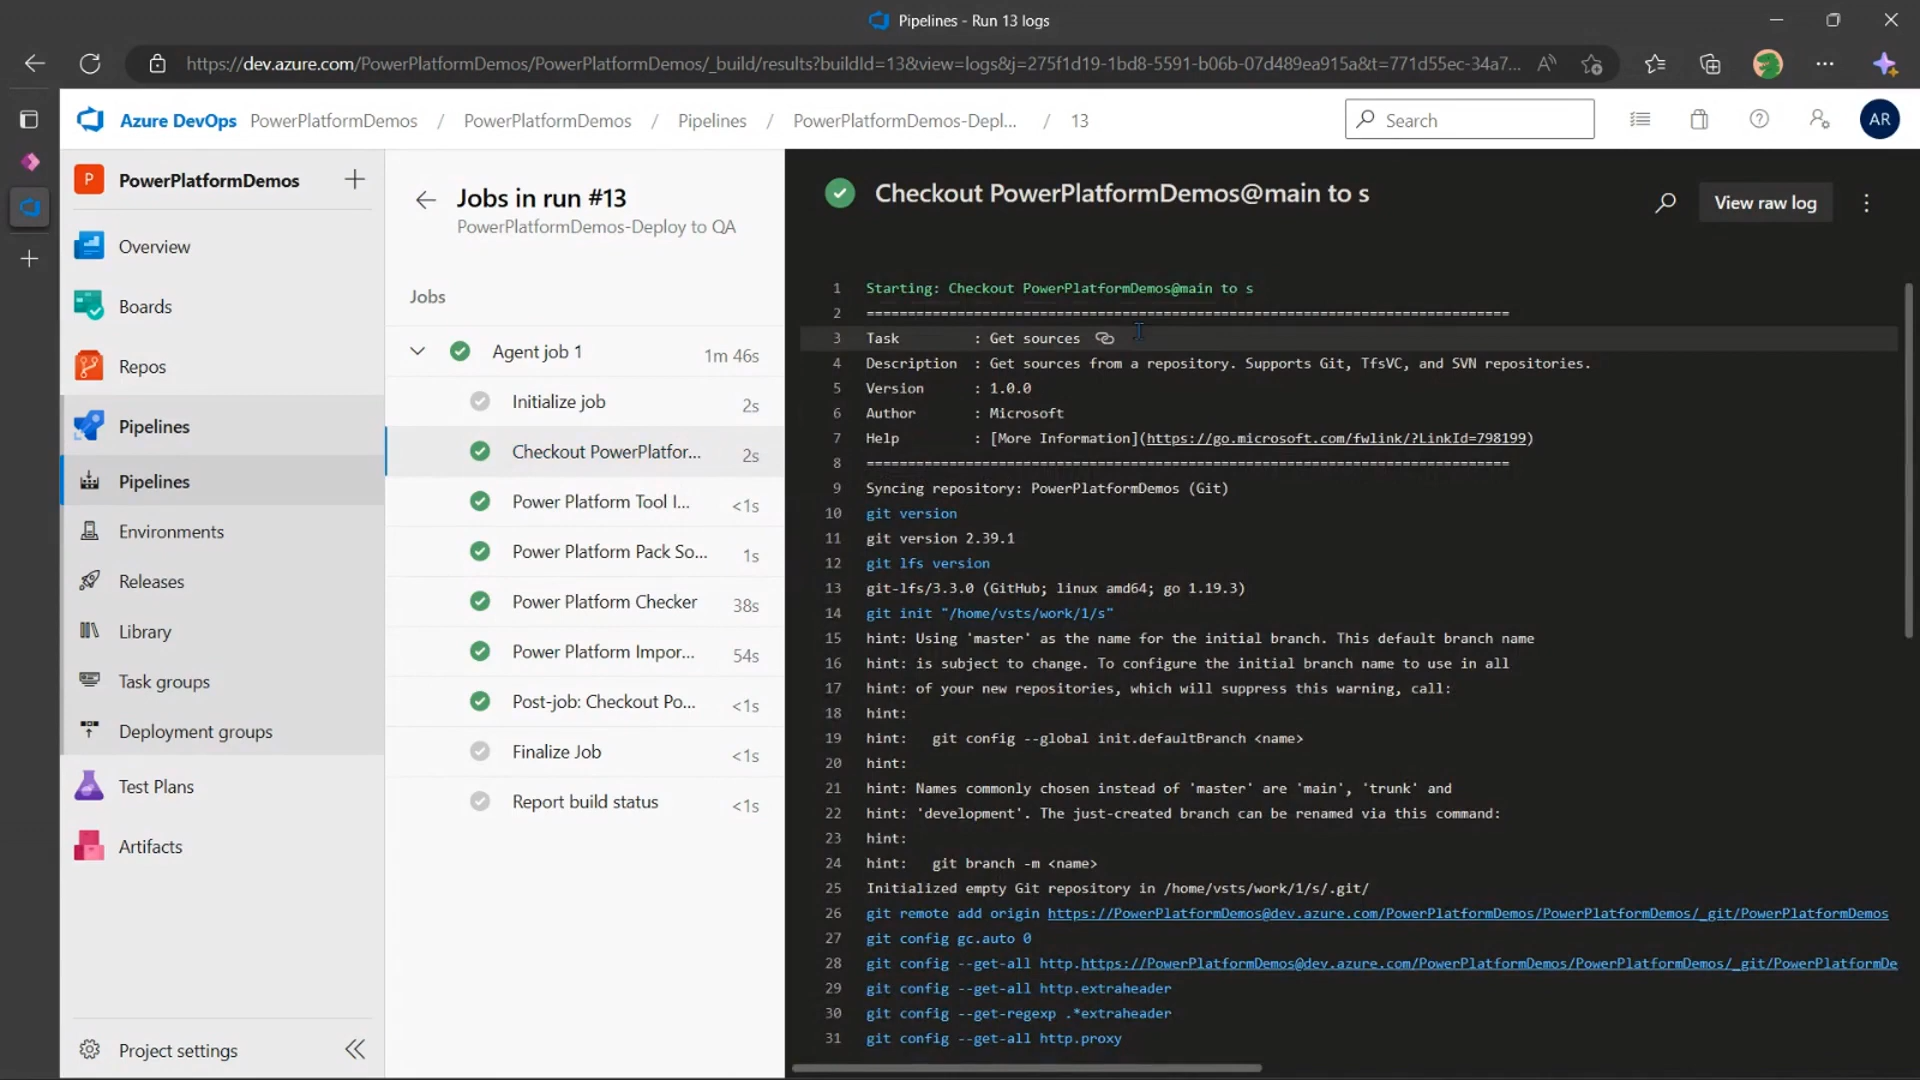 Pipelines - Run 13 logs
https://dev.azure.com/PowerPlatformDemos/PowerPlatformDemos/_build/results?buildId=13&view=logs&j=275f1d19-1bd8-5591-b06b-07d489ea915a&t=771d55ec-34a7...
Azure DevOps PowerPlatformDemos / PowerPlatformDemos / Pipelines / PowerPlatformDemos-Depl... / 13
Search
AR
P PowerPlatformDemos
Overview
Boards
Repos
Pipelines
Pipelines
Environments
Releases
Library
Task groups
Deployment groups
Test Plans
Artifacts
Project settings
Jobs in run #13
PowerPlatformDemos-Deploy to QA
Jobs
Agent job 1 1m 46s
Initialize job 2s
Checkout PowerPlatfor... 2s
Power Platform Tool I... <1s
Power Platform Pack So... 1s
Power Platform Checker 38s
Power Platform Impor... 54s
Post-job: Checkout Po... <1s
Finalize Job <1s
Report build status <1s
Checkout PowerPlatformDemos@main to s
View raw log
1 Starting: Checkout PowerPlatformDemos@main to s
2 ==============================================================================
3 Task : Get sources
4 Description : Get sources from a repository. Supports Git, TfsVC, and SVN repositories.
5 Version : 1.0.0
6 Author : Microsoft
7 Help : [More Information](https://go.microsoft.com/fwlink/?LinkId=798199)
8 ==============================================================================
9 Syncing repository: PowerPlatformDemos (Git)
10 git version
11 git version 2.39.1
12 git lfs version
13 git-lfs/3.3.0 (GitHub; linux amd64; go 1.19.3)
14 git init "/home/vsts/work/1/s"
15 hint: Using 'master' as the name for the initial branch. This default branch name
16 hint: is subject to change. To configure the initial branch name to use in all
17 hint: of your new repositories, which will suppress this warning, call:
18 hint:
19 hint: git config --global init.defaultBranch <name>
20 hint:
21 hint: Names commonly chosen instead of 'master' are 'main', 'trunk' and
22 hint: 'development'. The just-created branch can be renamed via this command:
23 hint:
24 hint: git branch -m <name>
25 Initialized empty Git repository in /home/vsts/work/1/s/.git/
26 git remote add origin https://PowerPlatformDemos@dev.azure.com/PowerPlatformDemos/PowerPlatformDemos/_git/PowerPlatformDemos
27 git config gc.auto 0
28 git config --get-all http.https://PowerPlatformDemos@dev.azure.com/PowerPlatformDemos/PowerPlatformDemos/_git/PowerPlatformDe
29 git config --get-all http.extraheader
30 git config --get-regexp .*extraheader
31 git config --get-all http.proxy